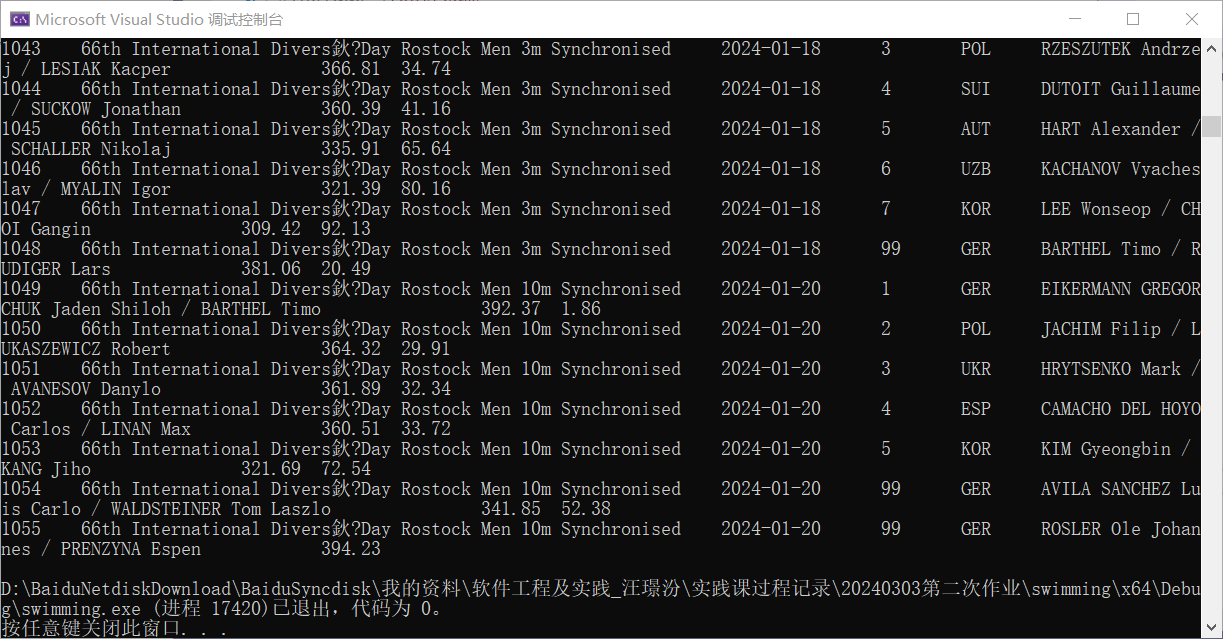 Microsoft Visual Studio 调试控制台
1043 66th International Divers鈥?Day Rostock Men 3m Synchronised 2024-01-18 3 POL RZESZUTEK Andrze
j / LESIAK Kacper 366.81 34.74
1044 66th International Divers鈥?Day Rostock Men 3m Synchronised 2024-01-18 4 SUI DUTOIT Guillaume
/ SUCKOW Jonathan 360.39 41.16
1045 66th International Divers鈥?Day Rostock Men 3m Synchronised 2024-01-18 5 AUT HART Alexander /
SCHALLER Nikolaj 335.91 65.64
1046 66th International Divers鈥?Day Rostock Men 3m Synchronised 2024-01-18 6 UZB KACHANOV Vyaches
lav / MYALIN Igor 321.39 80.16
1047 66th International Divers鈥?Day Rostock Men 3m Synchronised 2024-01-18 7 KOR LEE Wonseop / CH
OI Gangin 309.42 92.13
1048 66th International Divers鈥?Day Rostock Men 3m Synchronised 2024-01-18 99 GER BARTHEL Timo / R
UDIGER Lars 381.06 20.49
1049 66th International Divers鈥?Day Rostock Men 10m Synchronised 2024-01-20 1 GER EIKERMANN GREGOR
CHUK Jaden Shiloh / BARTHEL Timo 392.37 1.86
1050 66th International Divers鈥?Day Rostock Men 10m Synchronised 2024-01-20 2 POL JACHIM Filip / L
UKASZEWICZ Robert 364.32 29.91
1051 66th International Divers鈥?Day Rostock Men 10m Synchronised 2024-01-20 3 UKR HRYTSENKO Mark /
AVANESOV Danylo 361.89 32.34
1052 66th International Divers鈥?Day Rostock Men 10m Synchronised 2024-01-20 4 ESP CAMACHO DEL HOYO
Carlos / LINAN Max 360.51 33.72
1053 66th International Divers鈥?Day Rostock Men 10m Synchronised 2024-01-20 5 KOR KIM Gyeongbin /
KANG Jiho 321.69 72.54
1054 66th International Divers鈥?Day Rostock Men 10m Synchronised 2024-01-20 99 GER AVILA SANCHEZ Lu
is Carlo / WALDSTEINER Tom Laszlo 341.85 52.38
1055 66th International Divers鈥?Day Rostock Men 10m Synchronised 2024-01-20 99 GER ROSLER Ole Johan
nes / PRENZYNA Espen 394.23
D:\BaiduNetdiskDownload\BaiduSyncdisk\我的资料\软件工程及实践_汪璟汾\实践课过程记录\20240303第二次作业\swimming\x64\Debu
g\swimming.exe (进程 17420)已退出，代码为 0。
按任意键关闭此窗口. . .